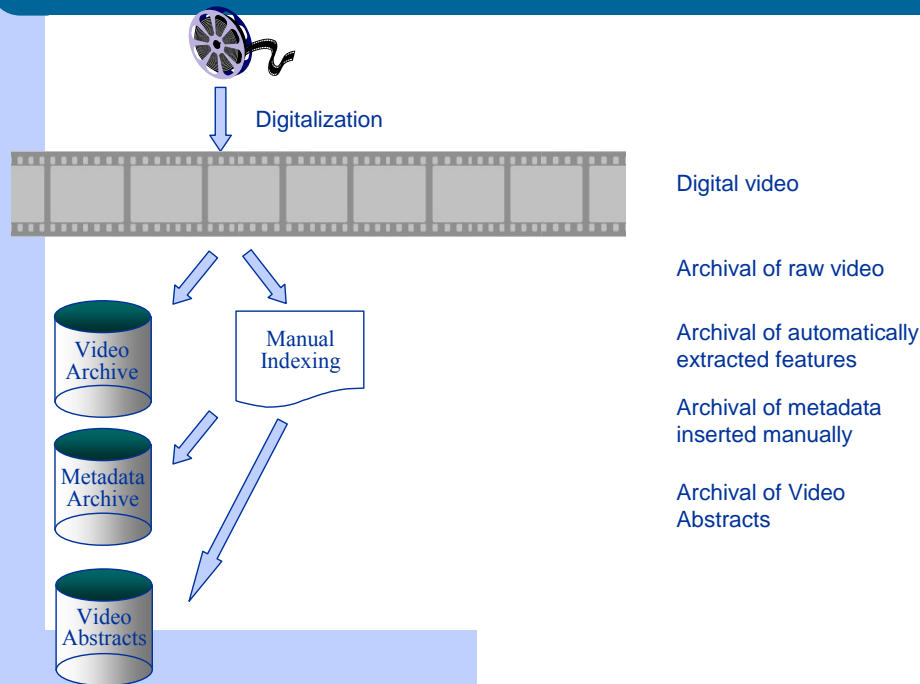 Digitalization
Digital video
Archival of raw video
Video
Archive
Manual
Indexing
Archival of automatically
extracted features
Archival of metadata
inserted manually
Metadata
Archive
Archival of Video
Abstracts
Video
Abstracts